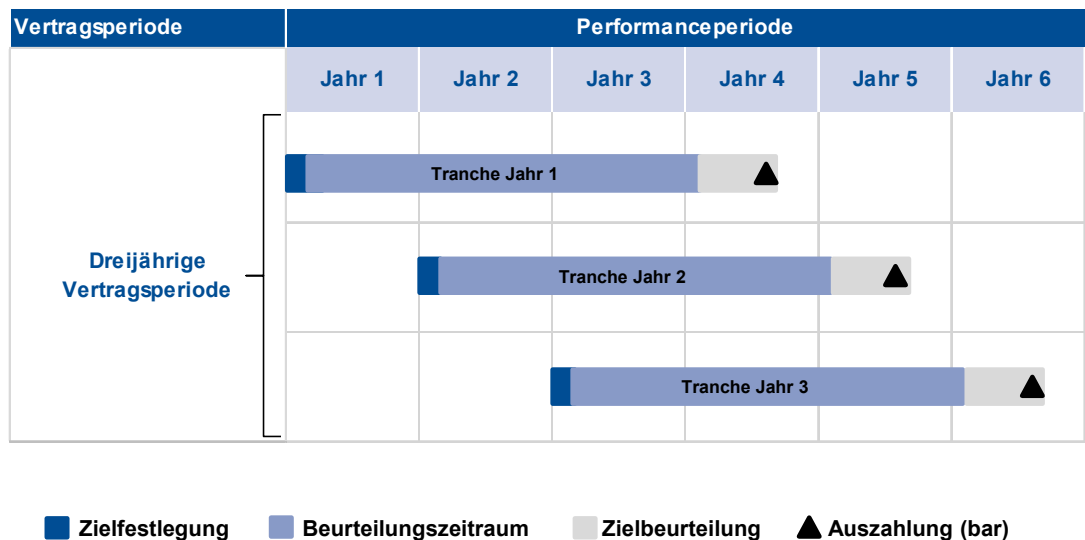 Vertragsperiode
Performanceperiode
Jahr 1
Jahr 2
Jahr 3
Jahr 4
Jahr 5
Jahr 6
Tranche Jahr 1
Dreijährige
Vertragsperiode
Tranche Jahr 2
Tranche Jahr 3
Zielfestlegung
Beurteilungszeitraum
Zielbeurteilung
Auszahlung (bar)